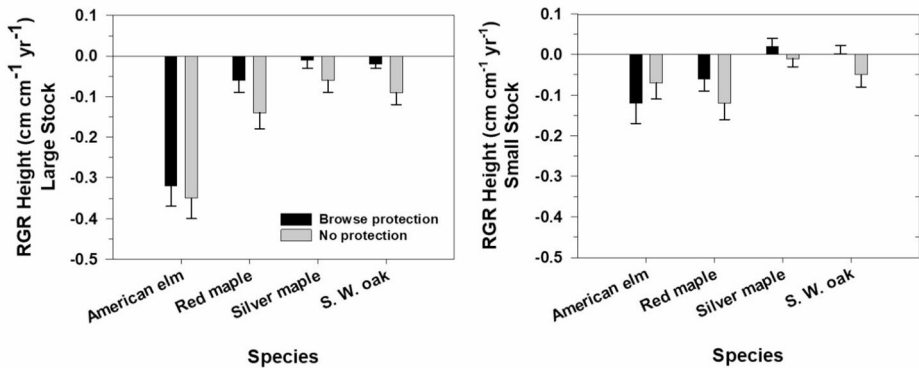 RGR Height (cm cm⁻¹ yr⁻¹)
Large Stock
0.1
0.0
-0.1
-0.2
-0.3
-0.4
-0.5
Browse protection
No protection
American elm
Red maple
Silver maple
S. W. oak
Species
RGR Height (cm cm⁻¹ yr⁻¹)
Small Stock
0.1
0.0
-0.1
-0.2
-0.3
-0.4
-0.5
American elm
Red maple
Silver maple
S. W. oak
Species